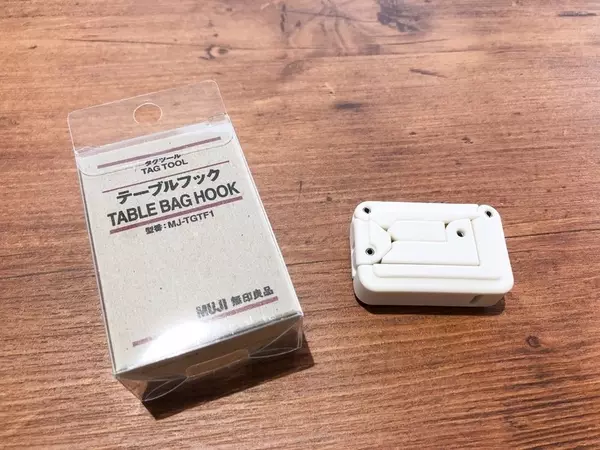 タグツール
TAG TOOL
テーブルフック
TABLE BAG HOOK
型番：MJ-TGTF1
MUJI 無印良品